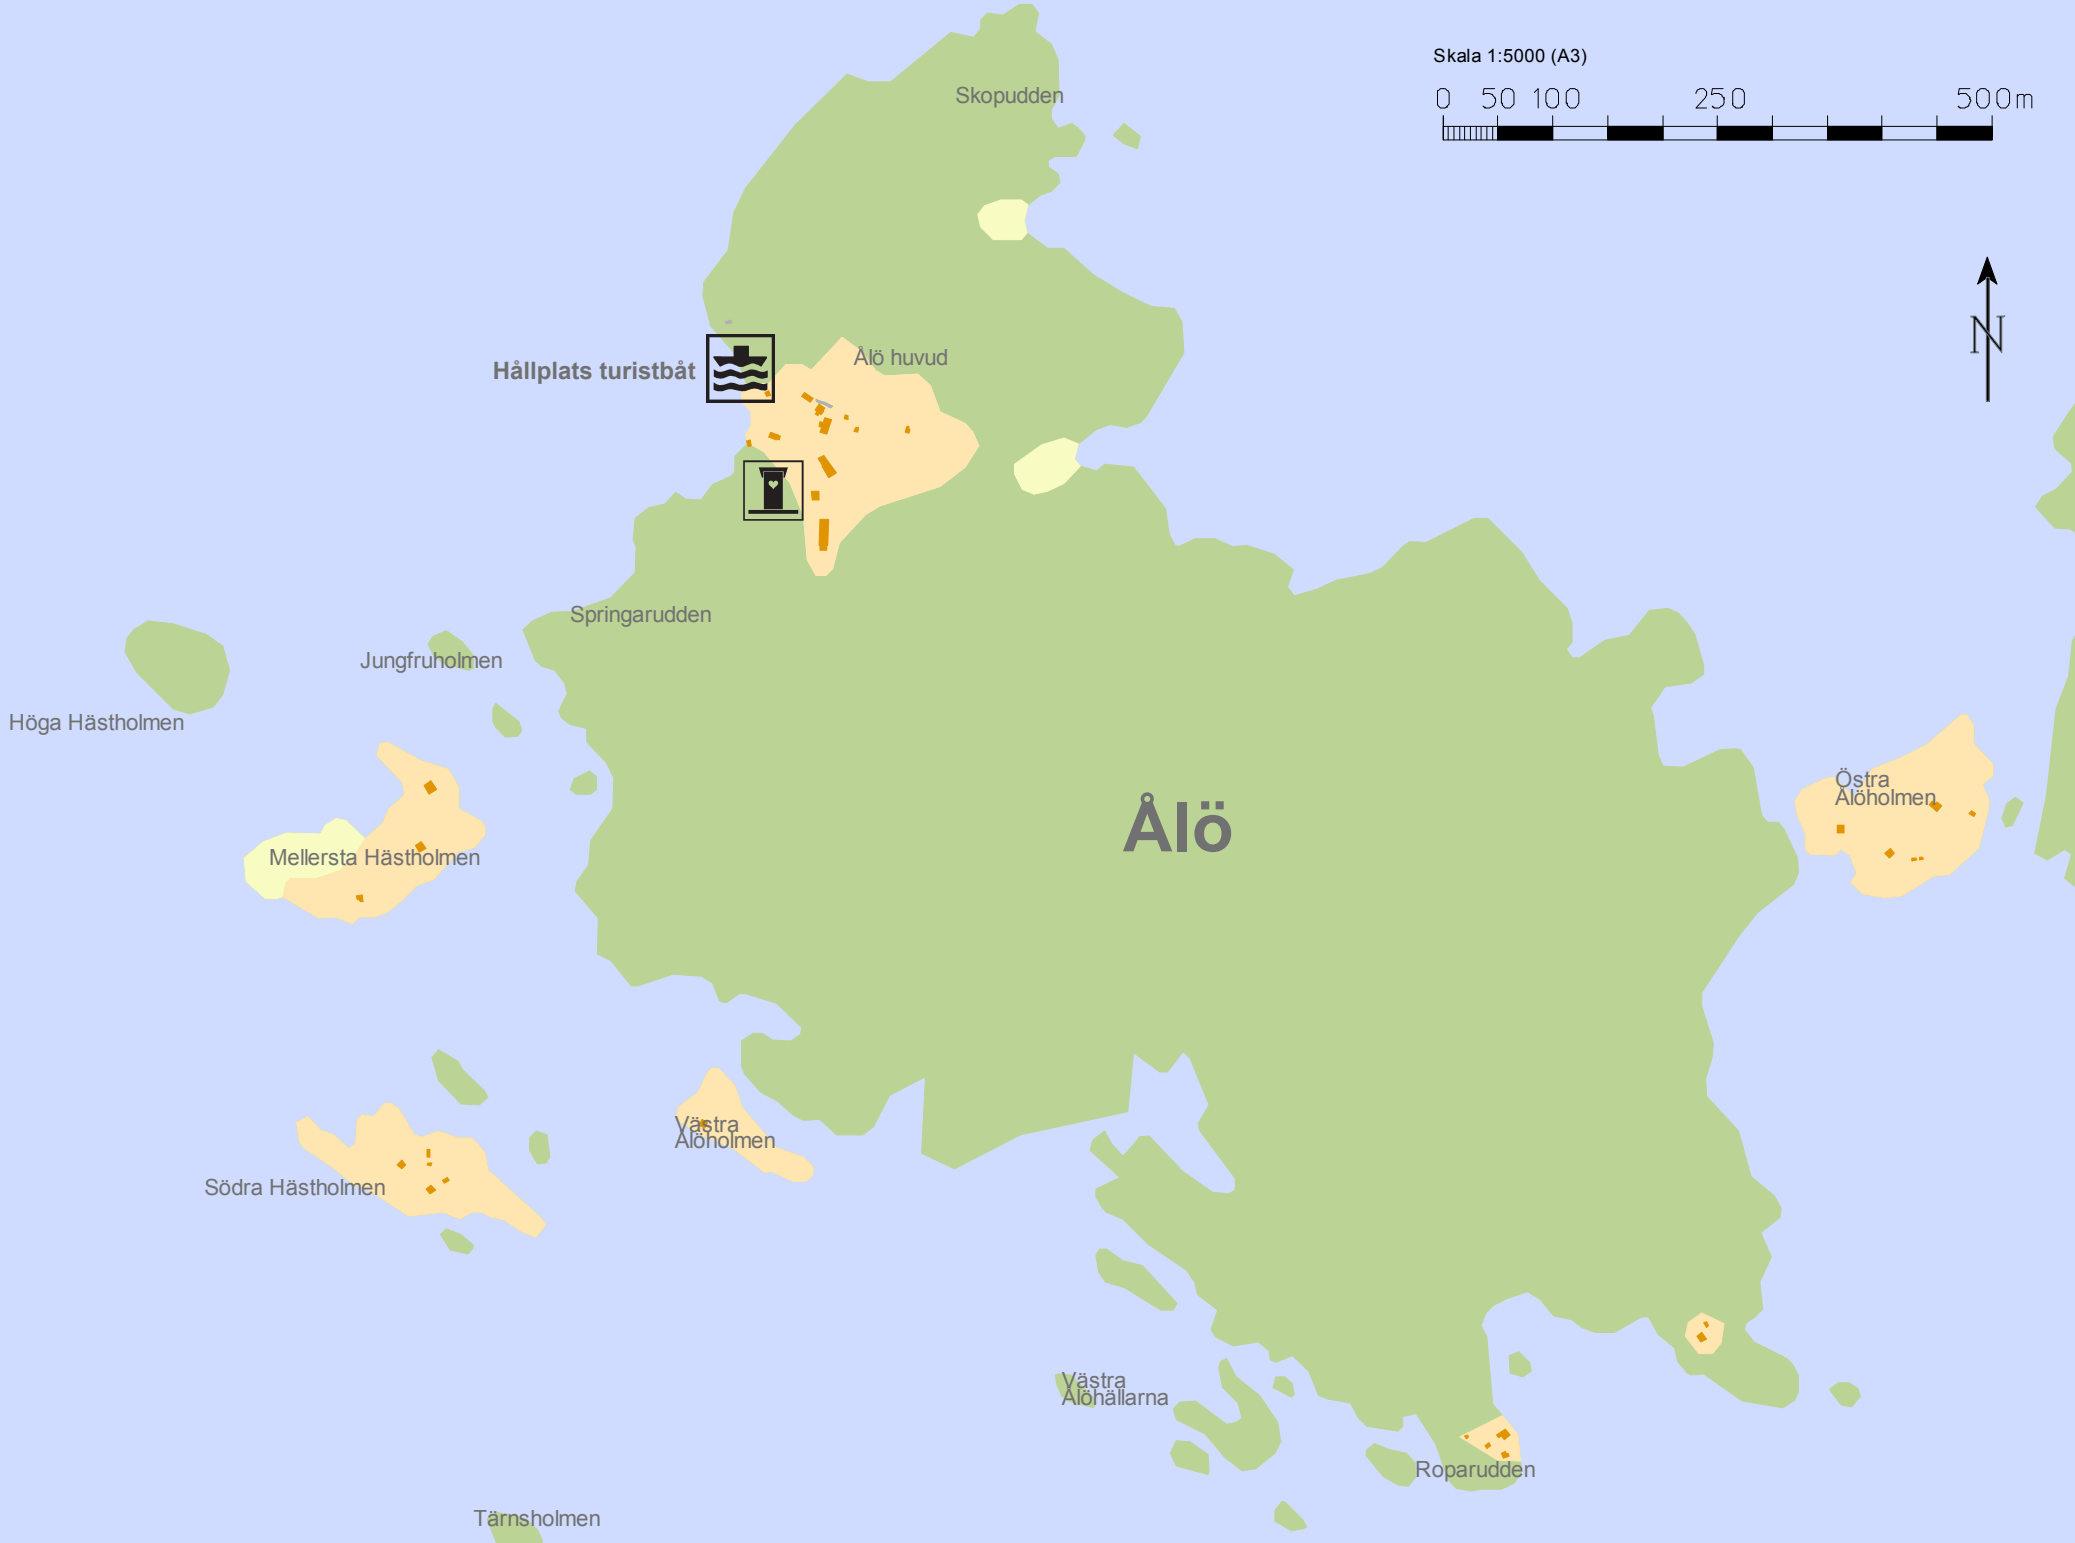 Skala 1:5000 (A3)
0 50 100 250 500m
Skopudden
N
Ålö huvud
Hållplats turistbåt
Springarudden
Jungfruholmen
Höga Hästholmen
Östra
Ålöholmen
Ålö
Mellersta Hästholmen
Västra
Ålöholmen
Södra Hästholmen
Västra
Ålöhällarna
Roparudden
Tärnsholmen